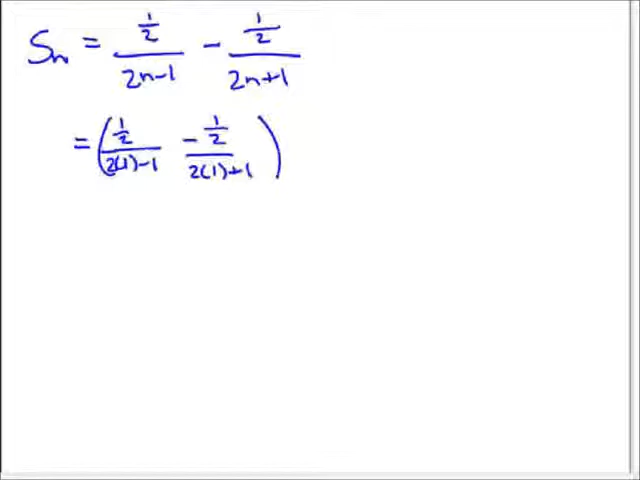 Sn = ½/(2n-1) - ½/(2n+1)
= (½/(2(1)-1) - ½/(2(1)+1))